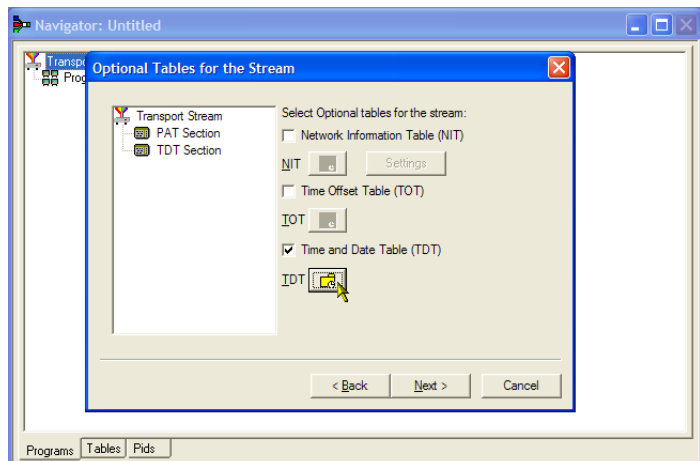 Navigator: Untitled
Transpo
Prog
Optional Tables for the Stream
Transport Stream
PAT Section
TDT Section
Select Optional tables for the stream:
Network Information Table (NIT)
NIT
Settings
Time Offset Table (TOT)
TOT
Time and Date Table (TDT)
TDT
< Back
Next >
Cancel
Programs
Tables
Pids